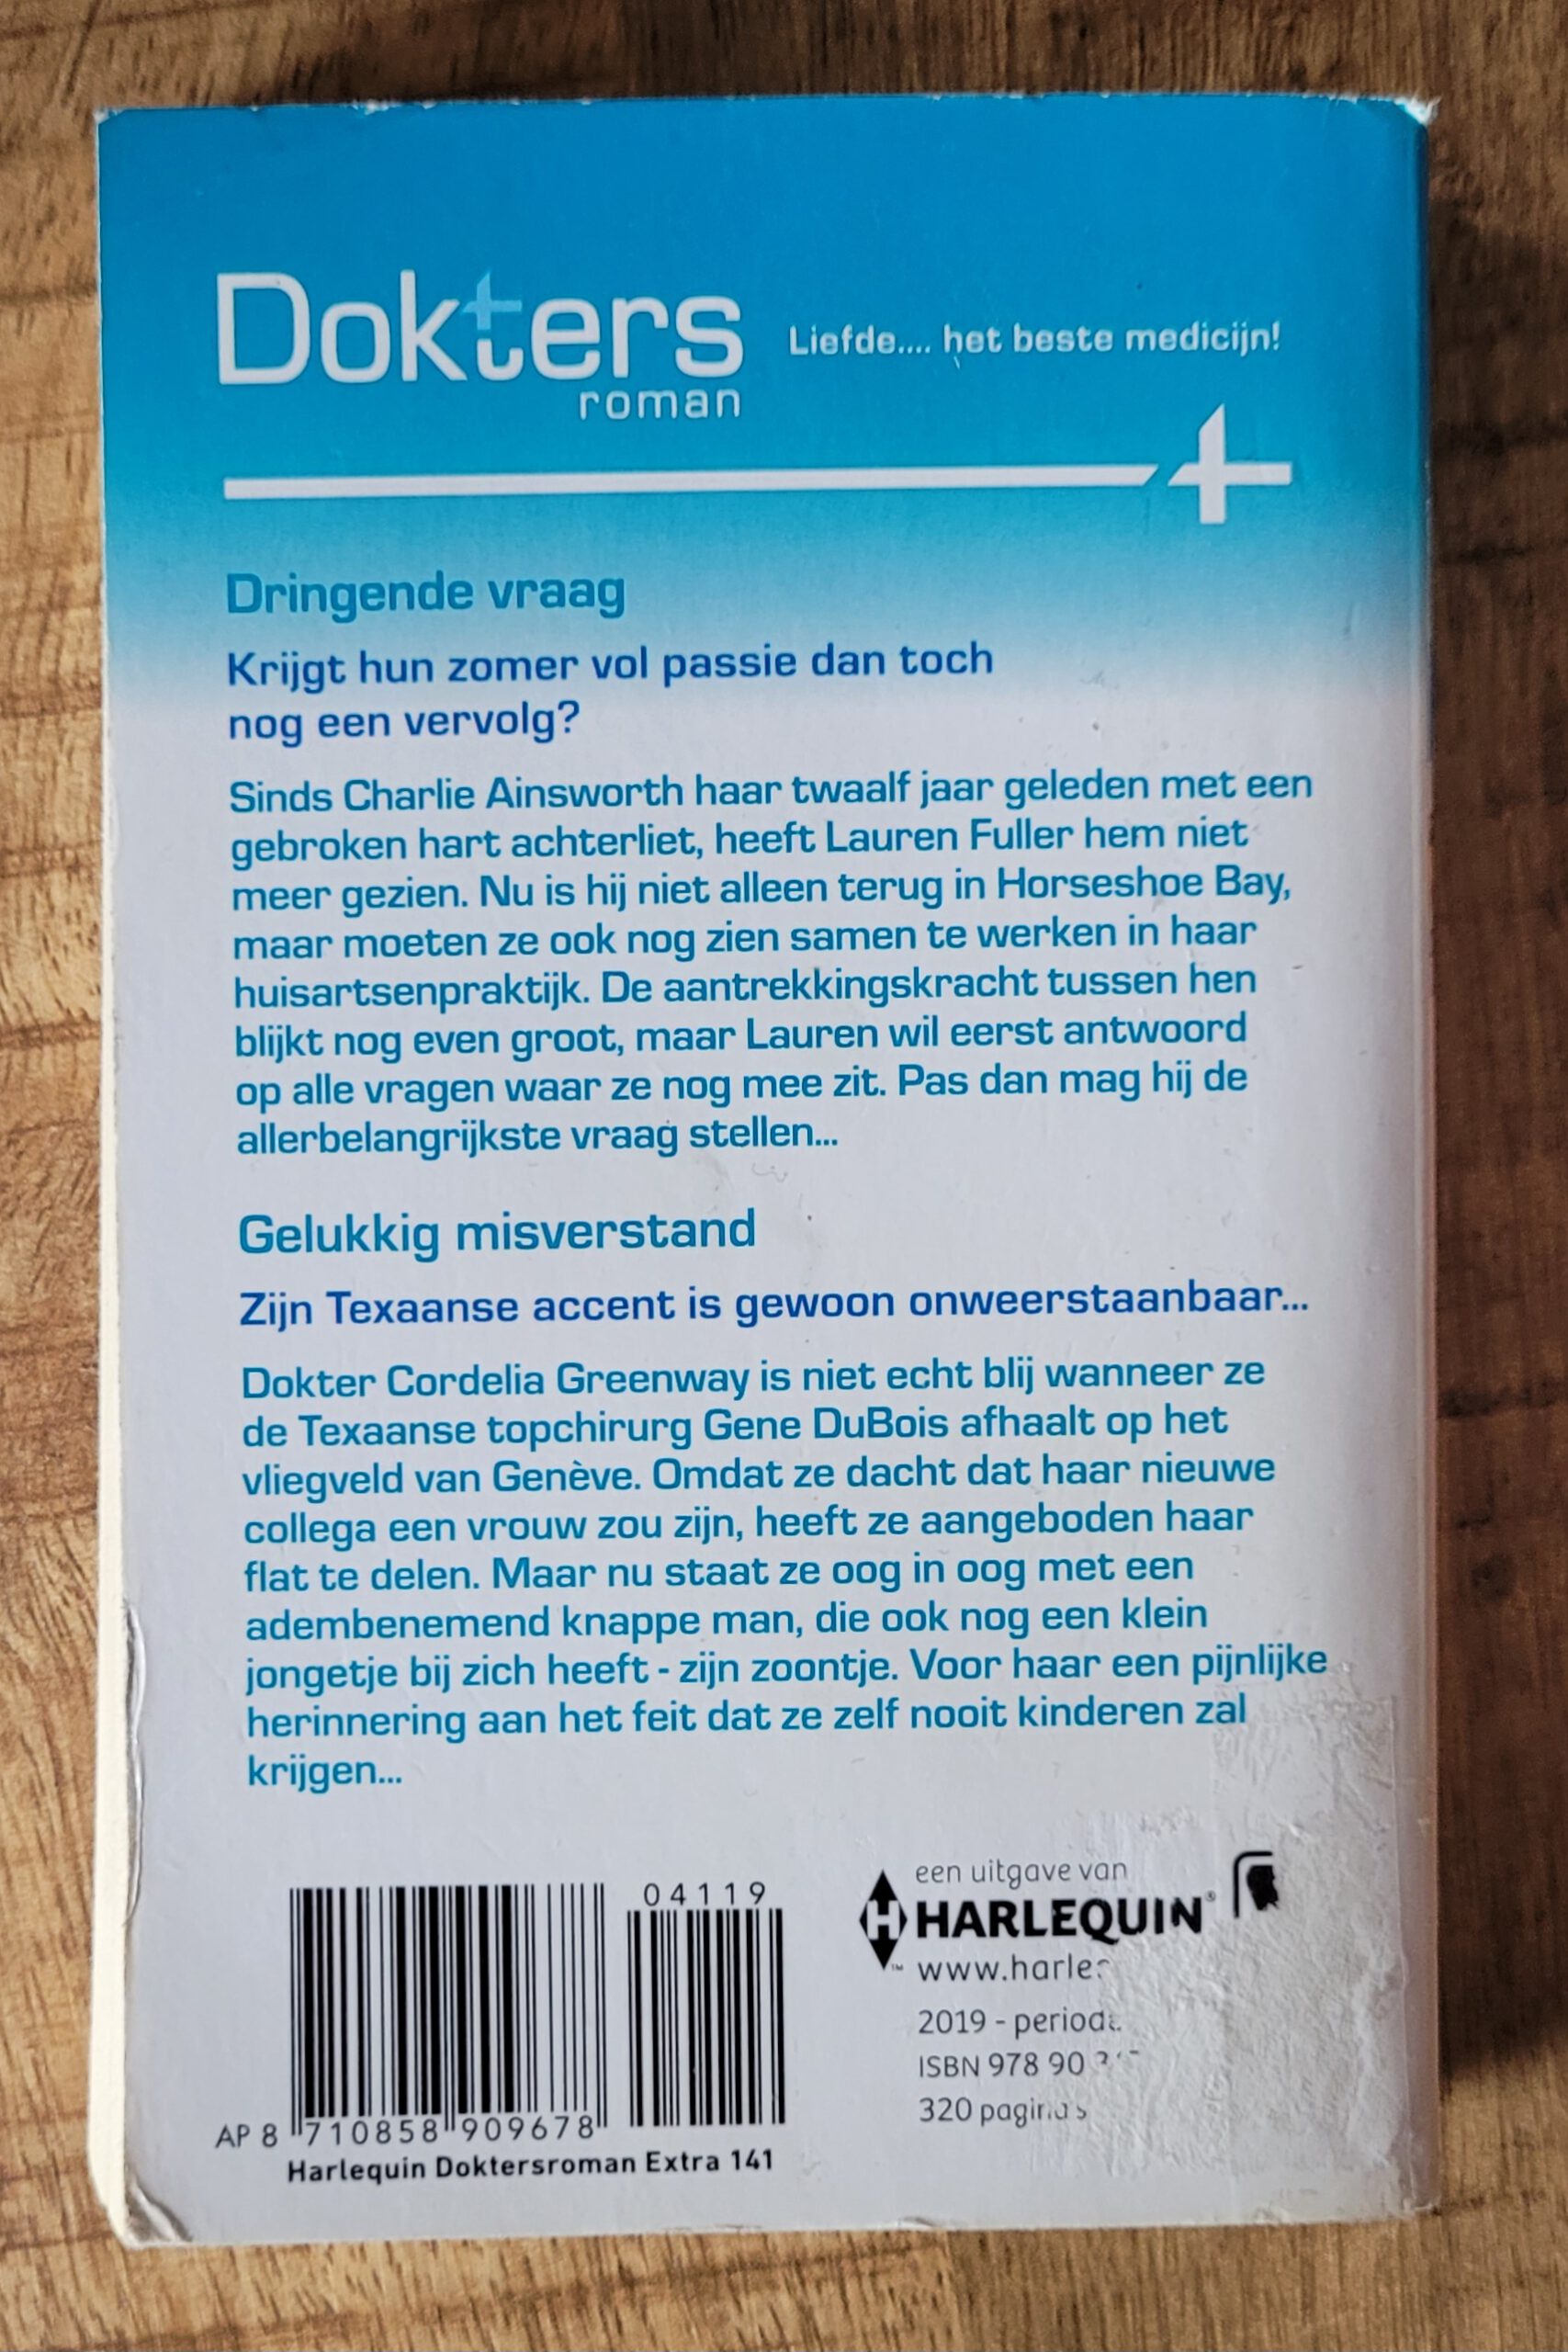 Dokters
roman
Liefde.... het beste medicijn!
Dringende vraag
Krijgt hun zomer vol passie dan toch
nog een vervolg?
Sinds Charlie Ainsworth haar twaalf jaar geleden met een
gebroken hart achterliet, heeft Lauren Fuller hem niet
meer gezien. Nu is hij niet alleen terug in Horseshoe Bay,
maar moeten ze ook nog zien samen te werken in haar
huisartsenpraktijk. De aantrekkingskracht tussen hen
blijkt nog even groot, maar Lauren wil eerst antwoord
op alle vragen waar ze nog mee zit. Pas dan mag hij de
allerbelangrijkste vraag stellen...
Gelukkig misverstand
Zijn Texaanse accent is gewoon onweerstaanbaar...
Dokter Cordelia Greenway is niet echt blij wanneer ze
de Texaanse topchirurg Gene DuBois afhaalt op het
vliegveld van Genève. Omdat ze dacht dat haar nieuwe
collega een vrouw zou zijn, heeft ze aangeboden haar
flat te delen. Maar nu staat ze oog in oog met een
adembenemend knappe man, die ook nog een klein
jongetje bij zich heeft - zijn zoontje. Voor haar een pijnlijke
herinnering aan het feit dat ze zelf nooit kinderen zal
krijgen...
04119
AP 8 710858 909678
Harlequin Doktersroman Extra 141
een uitgave van
H HARLEQUIN®
™
2019 -
ISBN 978 90
320 pagina's